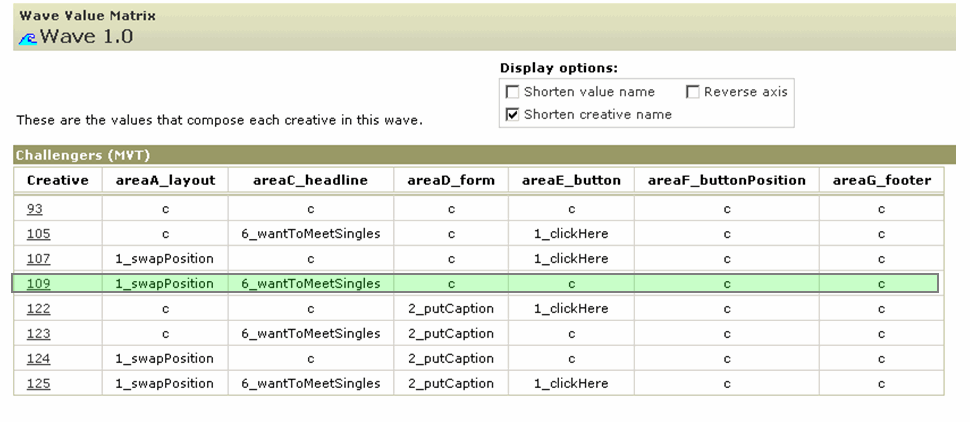 Wave Value Matrix
Wave 1.0
Display options:
Shorten value name Reverse axis
Shorten creative name
These are the values that compose each creative in this wave.
Challengers (MVT)
Creative areaA_layout areaC_headline areaD_form areaE_button areaF_buttonPosition areaG_footer
93 c c c c c c
105 c 6_wantToMeetSingles c 1_clickHere c c
107 1_swapPosition c c 1_clickHere c c
109 1_swapPosition 6_wantToMeetSingles c c c c
122 c c 2_putCaption 1_clickHere c c
123 c 6_wantToMeetSingles 2_putCaption c c c
124 1_swapPosition c 2_putCaption c c c
125 1_swapPosition 6_wantToMeetSingles 2_putCaption 1_clickHere c c